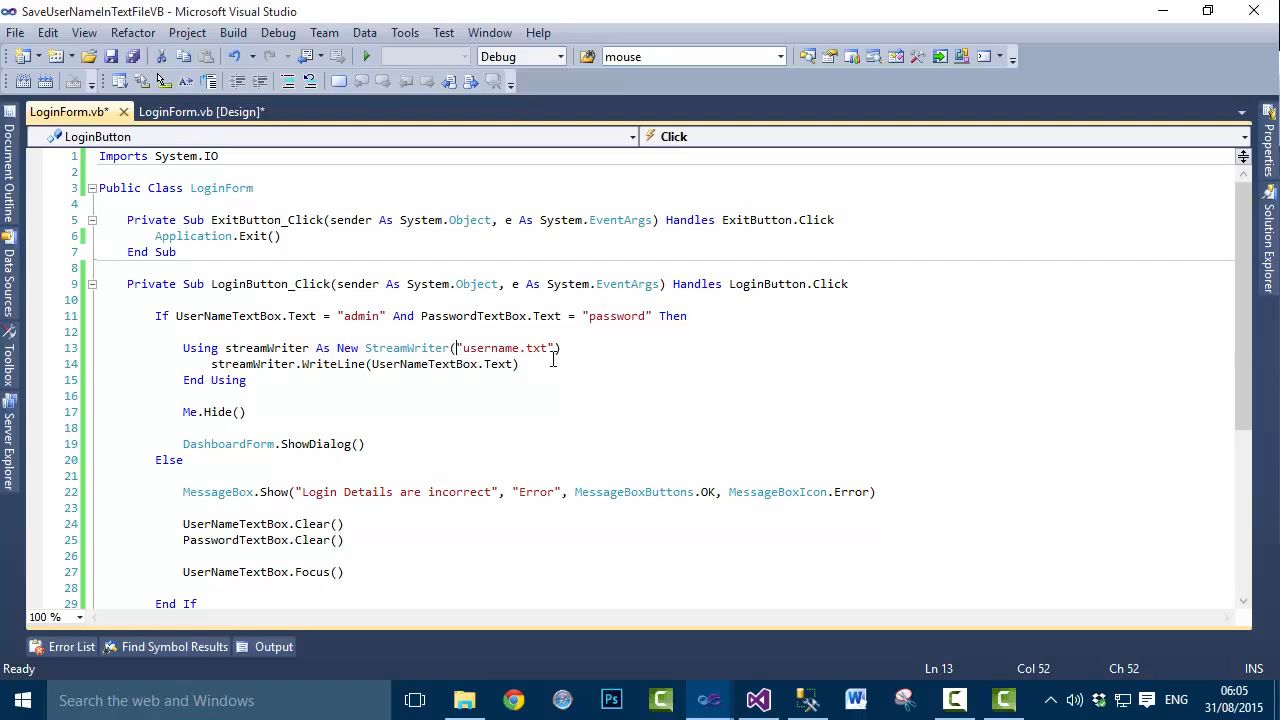 SaveUserNameInTextFileVB - Microsoft Visual Studio
File Edit View Refactor Project Build Debug Team Data Tools Test Window Help
Debug mouse
LoginForm.vb* LoginForm.vb [Design]*
LoginButton Click
1 Imports System.IO
2
3 Public Class LoginForm
4
5 Private Sub ExitButton_Click(sender As System.Object, e As System.EventArgs) Handles ExitButton.Click
6 Application.Exit()
7 End Sub
8
9 Private Sub LoginButton_Click(sender As System.Object, e As System.EventArgs) Handles LoginButton.Click
10
11 If UserNameTextBox.Text = "admin" And PasswordTextBox.Text = "password" Then
12
13 Using streamWriter As New StreamWriter("username.txt")
14 streamWriter.WriteLine(UserNameTextBox.Text)
15 End Using
16
17 Me.Hide()
18
19 DashboardForm.ShowDialog()
20 Else
21
22 MessageBox.Show("Login Details are incorrect", "Error", MessageBoxButtons.OK, MessageBoxIcon.Error)
23
24 UserNameTextBox.Clear()
25 PasswordTextBox.Clear()
26
27 UserNameTextBox.Focus()
28
29 End If
100 %
Document Outline
Data Sources
Toolbox
Server Explorer
Properties
Solution Explorer
Error List Find Symbol Results Output
Ready Ln 13 Col 52 Ch 52 INS
Search the web and Windows
Ps
ENG
06:05
31/08/2015